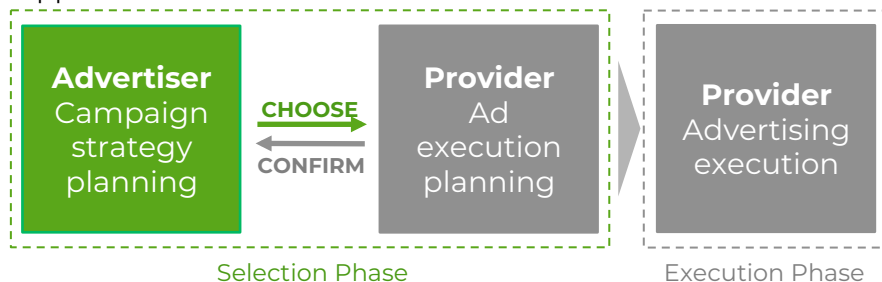 Advertiser
Campaign
strategy
planning
CHOOSE
CONFIRM
Provider
Ad
execution
planning
Provider
Advertising
execution
Selection Phase
Execution Phase